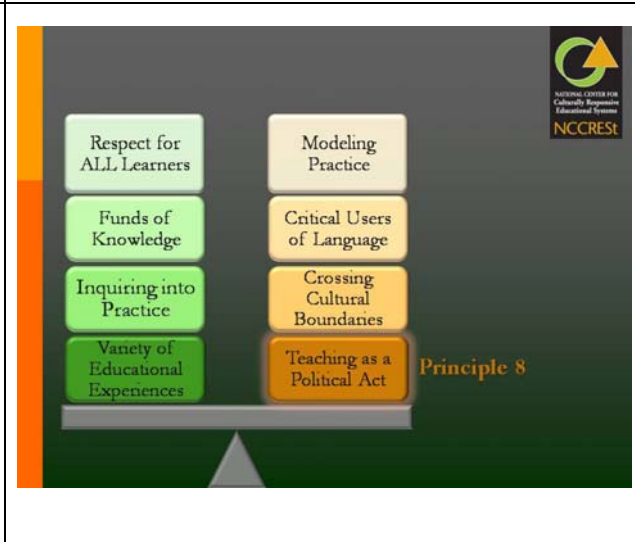 NATIONAL CENTER FOR
Culturally Responsive
Educational Systems
NCCRESt
Respect for
ALL Learners
Funds of
Knowledge
Inquiring into
Practice
Variety of
Educational
Experiences
Modeling
Practice
Critical Users
of Language
Crossing
Cultural
Boundaries
Teaching as a
Political Act
Principle 8